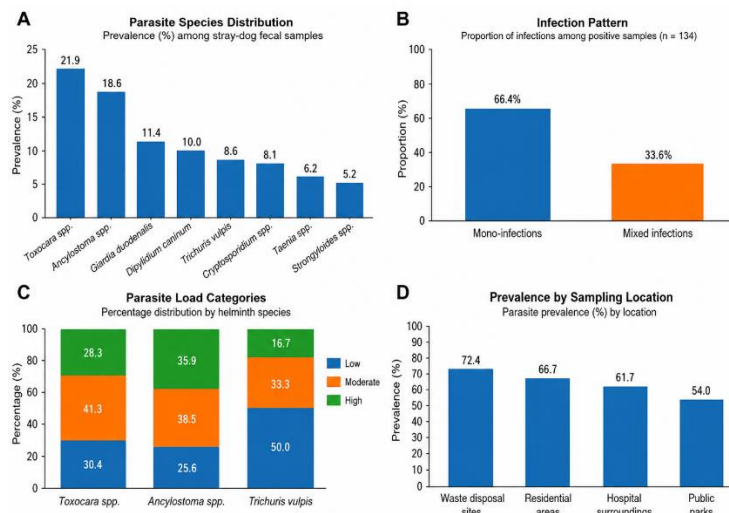 A
Parasite Species Distribution
Prevalence (%) among stray-dog fecal samples
Prevalence (%)
25
20
15
10
5
0
21.9
18.6
11.4
10.0
8.6
8.1
6.2
5.2
Toxocara spp.
Ancylostoma spp.
Giardia duodenalis
Dipylidium caninum
Trichuris vulpis
Cryptosporidium spp.
Taenia spp.
Strongyloides spp.
B
Infection Pattern
Proportion of infections among positive samples (n = 134)
Proportion (%)
100
80
60
40
20
0
66.4%
33.6%
Mono-infections
Mixed infections
C
Parasite Load Categories
Percentage distribution by helminth species
Percentage (%)
100
80
60
40
20
0
28.3
41.3
30.4
35.9
38.5
25.6
16.7
33.3
50.0
Low
Moderate
High
Toxocara spp.
Ancylostoma spp.
Trichuris vulpis
D
Prevalence by Sampling Location
Parasite prevalence (%) by location
Prevalence (%)
100
90
80
70
60
50
40
30
20
10
0
72.4
66.7
61.7
54.0
Waste disposal
sites
Residential
areas
Hospital
surroundings
Public
parks